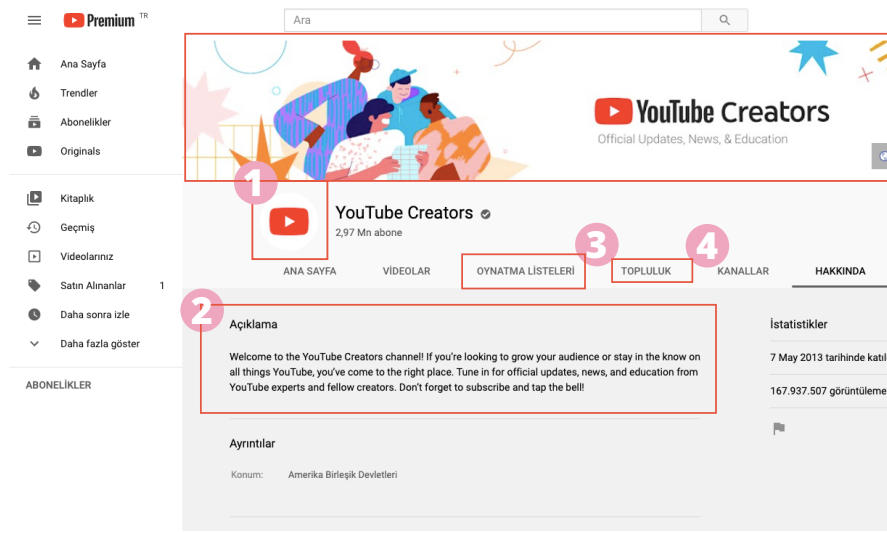 Premium TR
Ara
Ana Sayfa
Trendler
Abonelikler
Originals
Kitaplık
Geçmiş
Videolarınız
Satın Alınanlar 1
Daha sonra izle
Daha fazla göster
ABONELİKLER
YouTube Creators
Official Updates, News, & Education
1
YouTube Creators
2,97 Mn abone
3
4
ANA SAYFA VİDEOLAR OYNATMA LİSTELERİ TOPLULUK KANALLAR HAKKINDA
2
Açıklama
Welcome to the YouTube Creators channel! If you're looking to grow your audience or stay in the know on
all things YouTube, you've come to the right place. Tune in for official updates, news, and education from
YouTube experts and fellow creators. Don't forget to subscribe and tap the bell!
Ayrıntılar
Konum: Amerika Birleşik Devletleri
İstatistikler
7 May 2013 tarihinde katıl
167.937.507 görüntüleme